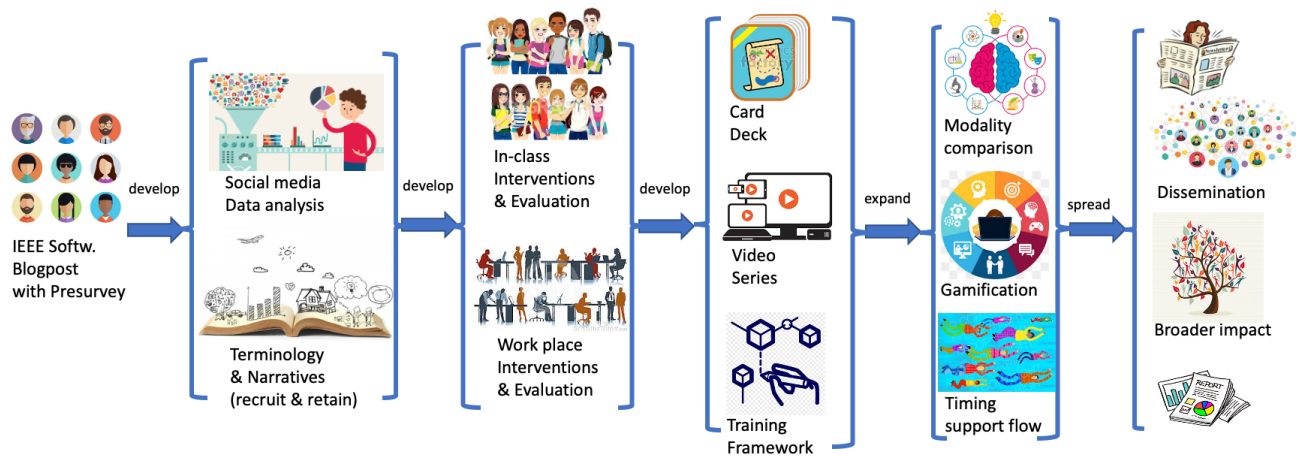 IEEE Softw.
Blogpost
with Presurvey
develop
Social media
Data analysis
Terminology
& Narratives
(recruit & retain)
develop
In-class
Interventions
& Evaluation
Work place
Interventions
& Evaluation
develop
Card
Deck
Video
Series
Training
Framework
expand
Modality
comparison
Gamification
Timing
support flow
spread
Dissemination
Broader impact
REPORT